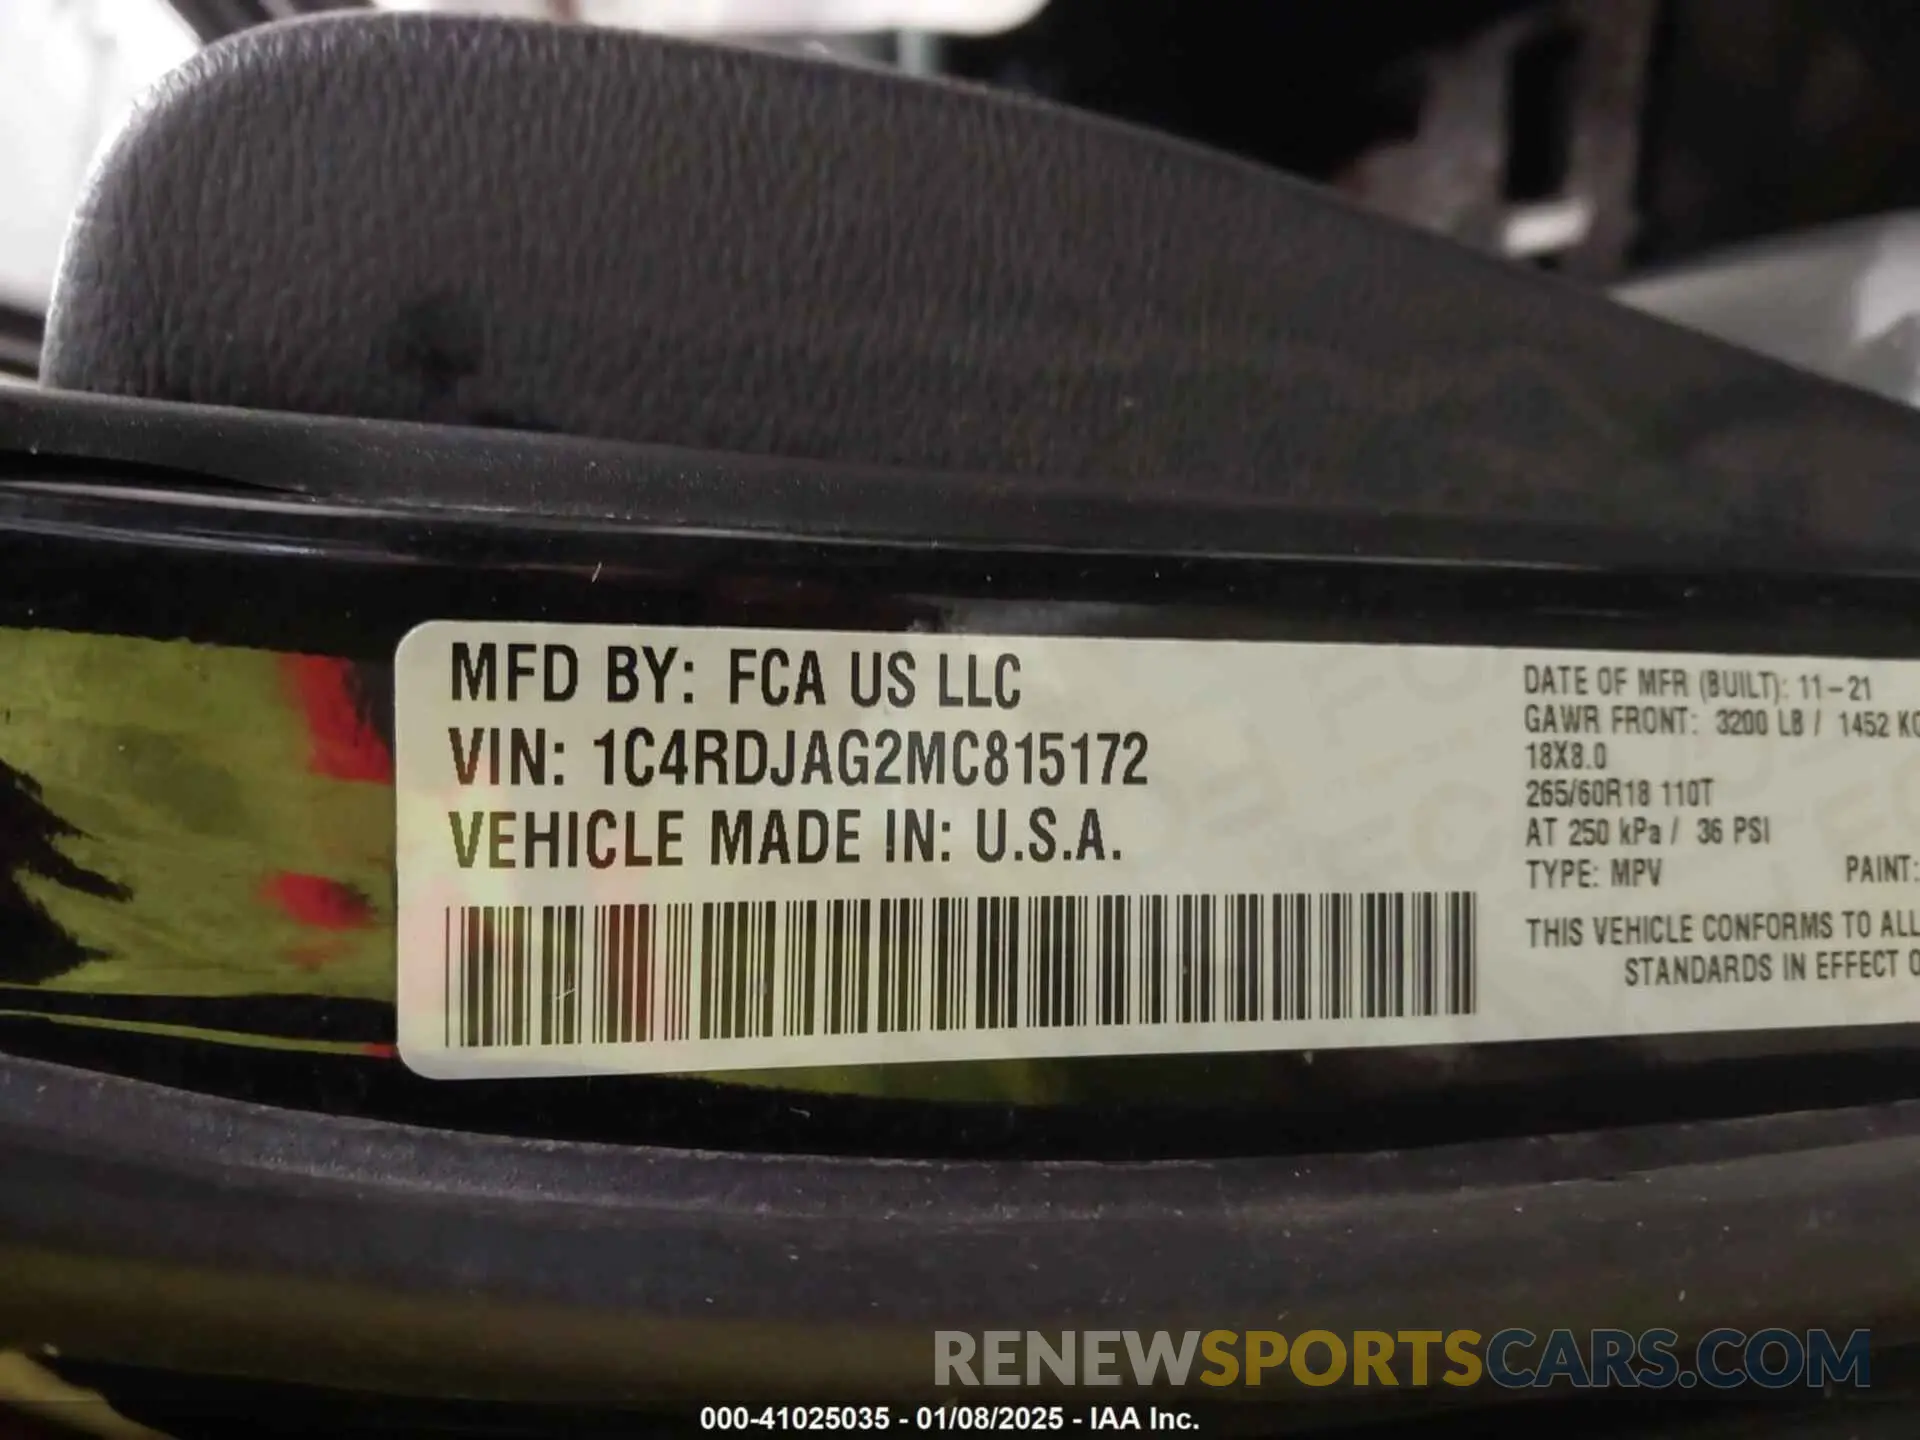 MFD BY: FCA US LLC
VIN: 1C4RDJAG2MC815172
VEHICLE MADE IN: U.S.A.
DATE OF MFR (BUILT): 11-21
GAWR FRONT: 3200 LB / 1452 KG
18X8.0
265/60R18 110T
AT 250 kPa / 36 PSI
TYPE: MPV PAINT:
THIS VEHICLE CONFORMS TO ALL
STANDARDS IN EFFECT O
RENEWSPORTSCARS.COM
000-41025035 - 01/08/2025 - IAA Inc.